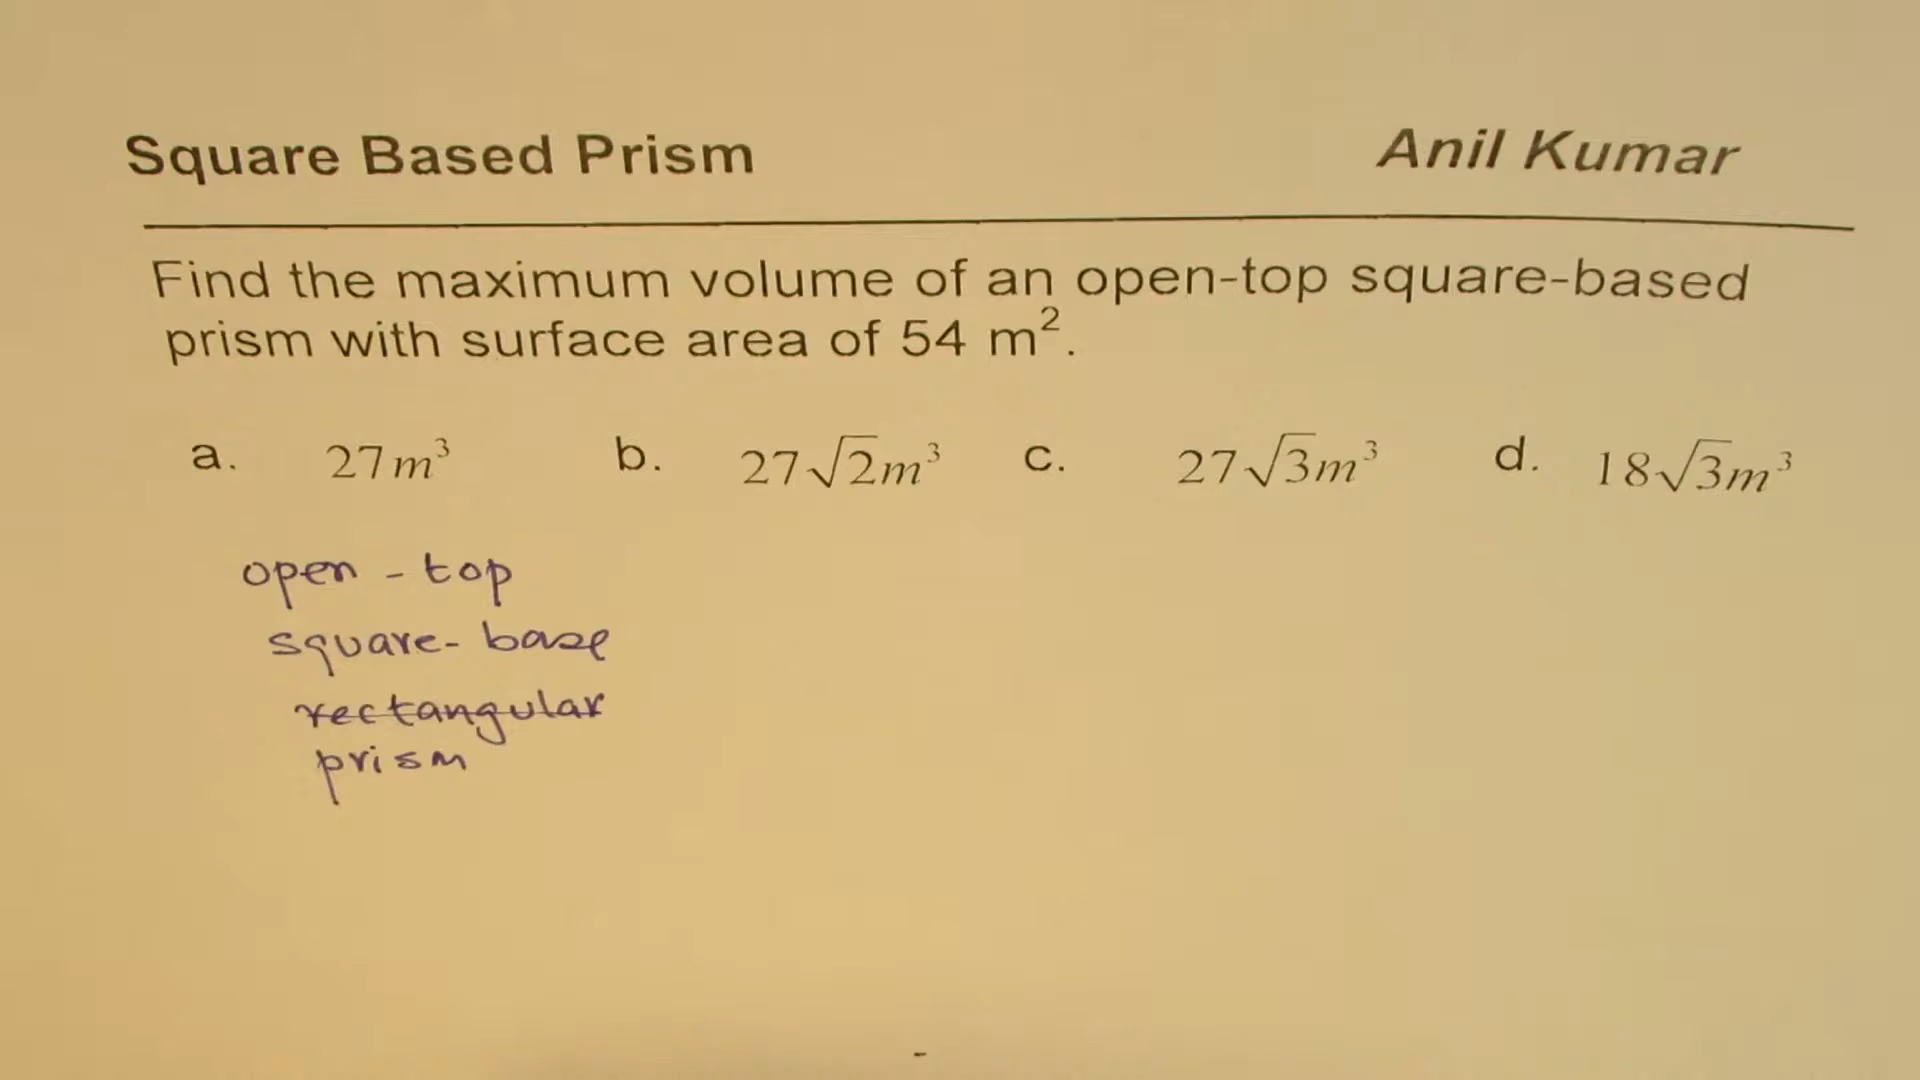 Square Based Prism Anil Kumar
Find the maximum volume of an open-top square-based
prism with surface area of 54 m².
a. 27m³ b. 27√2m³ c. 27√3m³ d. 18√3m³
open - top
square- base
rectangular
prism